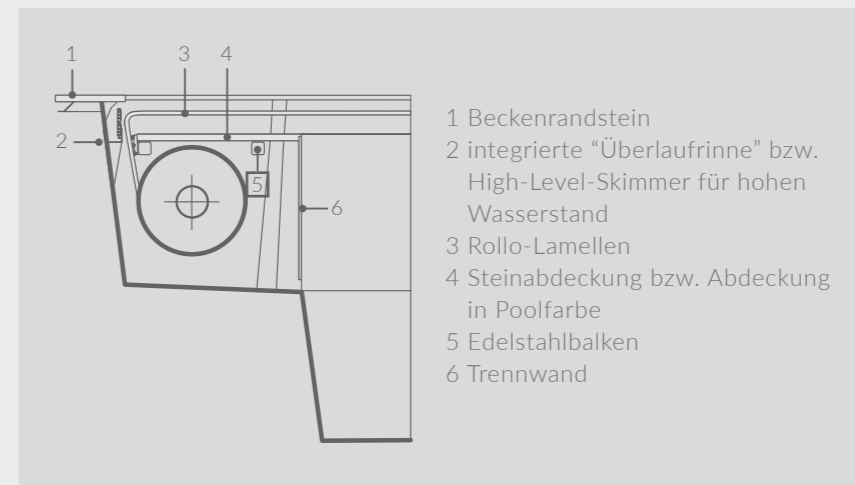 1
3
4
2
5
6
1 Beckenrandstein
2 integrierte “Überlaufrinne” bzw.
High-Level-Skimmer für hohen
Wasserstand
3 Rollo-Lamellen
4 Steinabdeckung bzw. Abdeckung
in Poolfarbe
5 Edelstahlbalken
6 Trennwand